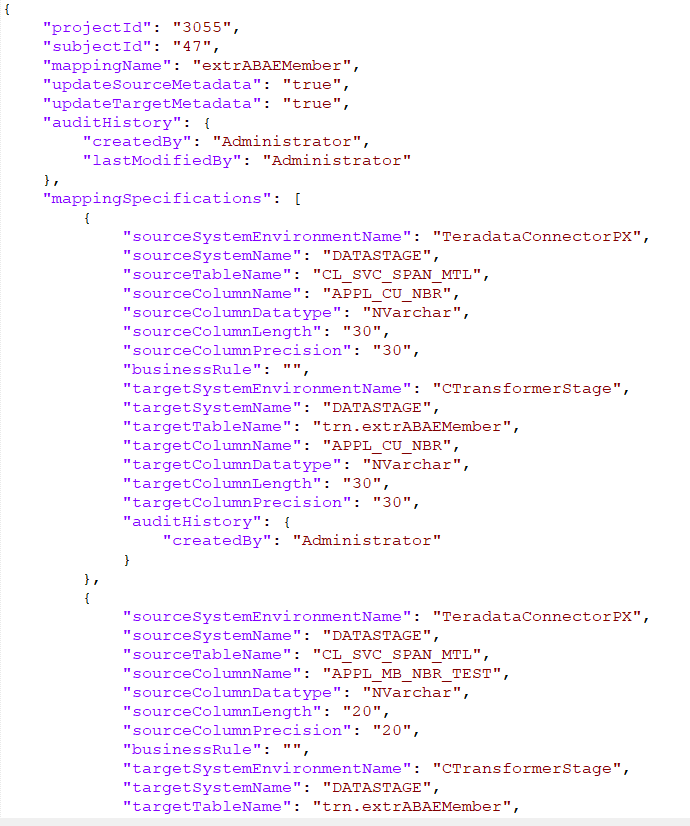 {
"projectId": "3055",
"subjectId": "47",
"mappingName": "extrABAEMember",
"updateSourceMetadata": "true",
"updateTargetMetadata": "true",
"auditHistory": {
"createdBy": "Administrator",
"lastModifiedBy": "Administrator"
},
"mappingSpecifications": [
{
"sourceSystemEnvironmentName": "TeradataConnectorPX",
"sourceSystemName": "DATASTAGE",
"sourceTableName": "CL_SVC_SPAN_MTL",
"sourceColumnName": "APPL_CU_NBR",
"sourceColumnDatatype": "NVarchar",
"sourceColumnLength": "30",
"sourceColumnPrecision": "30",
"businessRule": "",
"targetSystemEnvironmentName": "CTransformerStage",
"targetSystemName": "DATASTAGE",
"targetTableName": "trn.extrABAEMember",
"targetColumnName": "APPL_CU_NBR",
"targetColumnDatatype": "NVarchar",
"targetColumnLength": "30",
"targetColumnPrecision": "30",
"auditHistory": {
"createdBy": "Administrator"
}
},
{
"sourceSystemEnvironmentName": "TeradataConnectorPX",
"sourceSystemName": "DATASTAGE",
"sourceTableName": "CL_SVC_SPAN_MTL",
"sourceColumnName": "APPL_MB_NBR_TEST",
"sourceColumnDatatype": "NVarchar",
"sourceColumnLength": "20",
"sourceColumnPrecision": "20",
"businessRule": "",
"targetSystemEnvironmentName": "CTransformerStage",
"targetSystemName": "DATASTAGE",
"targetTableName": "trn.extrABAEMember",